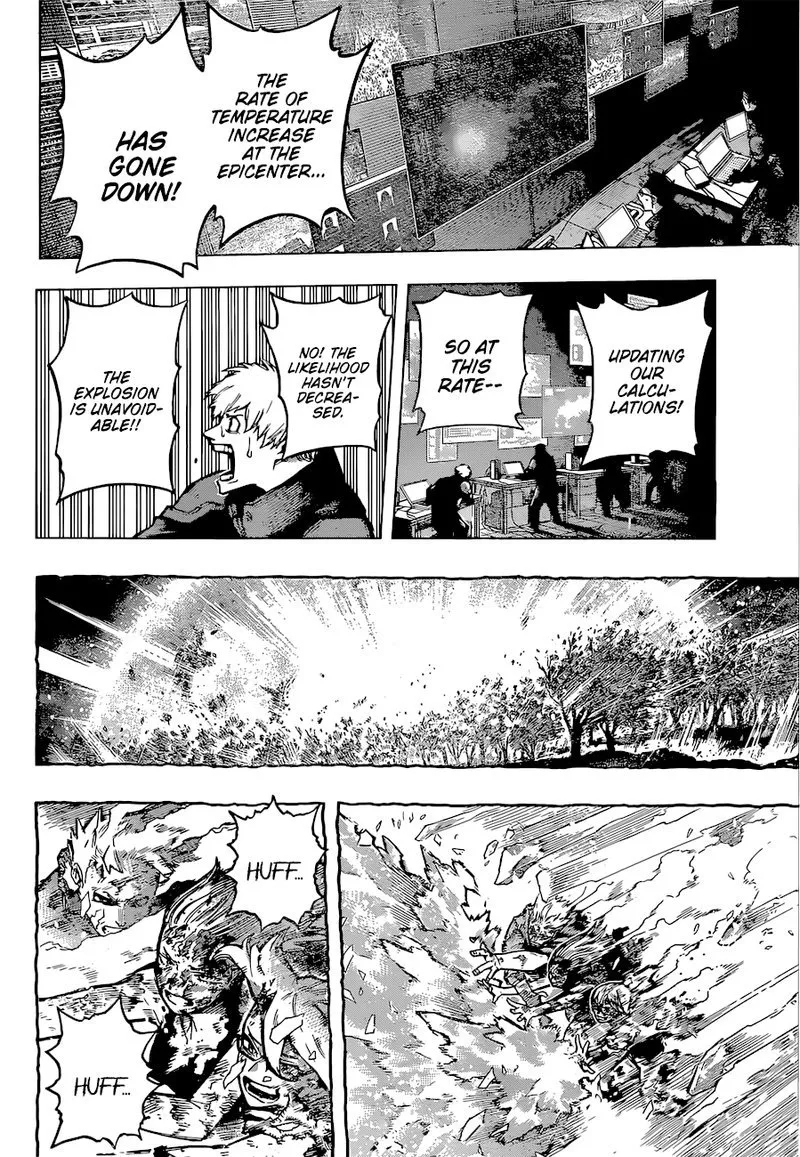 THE
RATE OF
TEMPERATURE
INCREASE
AT THE
EPICENTER...
HAS
GONE
DOWN!
UPDATING
OUR
CALCU-
LATIONS!
SO AT
THIS
RATE--
NO! THE
LIKELIHOOD
HASN'T
DECREA-
SED.
THE
EXPLOSION
IS UNAVOID-
ABLE!!
HUFF...
HUFF...